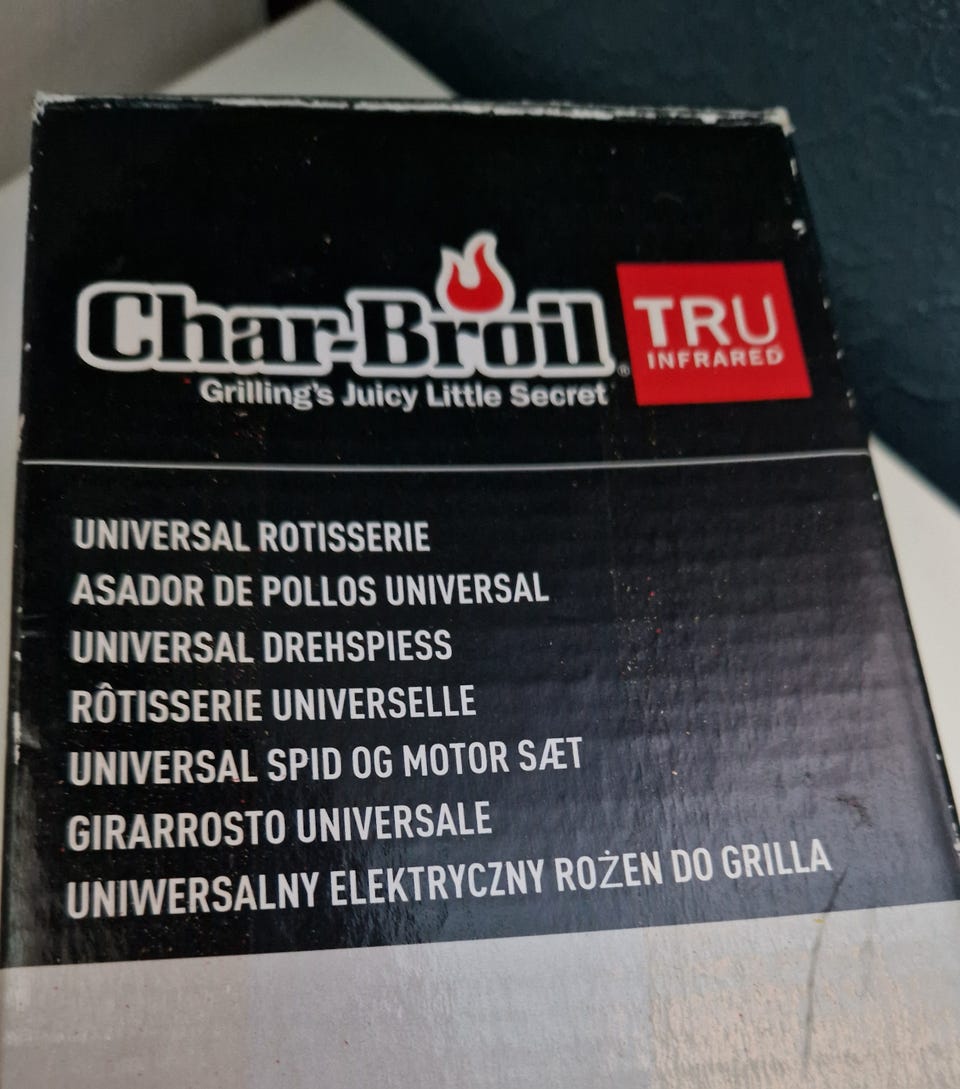 Char-Broil®
Grilling's Juicy Little Secret
TRU
INFRARED
UNIVERSAL ROTISSERIE
ASADOR DE POLLOS UNIVERSAL
UNIVERSAL DREHSPIESS
RÔTISSERIE UNIVERSELLE
UNIVERSAL SPID OG MOTOR SÆT
GIRARROSTO UNIVERSALE
UNIWERSALNY ELEKTRYCZNY ROŻEN DO GRILLA